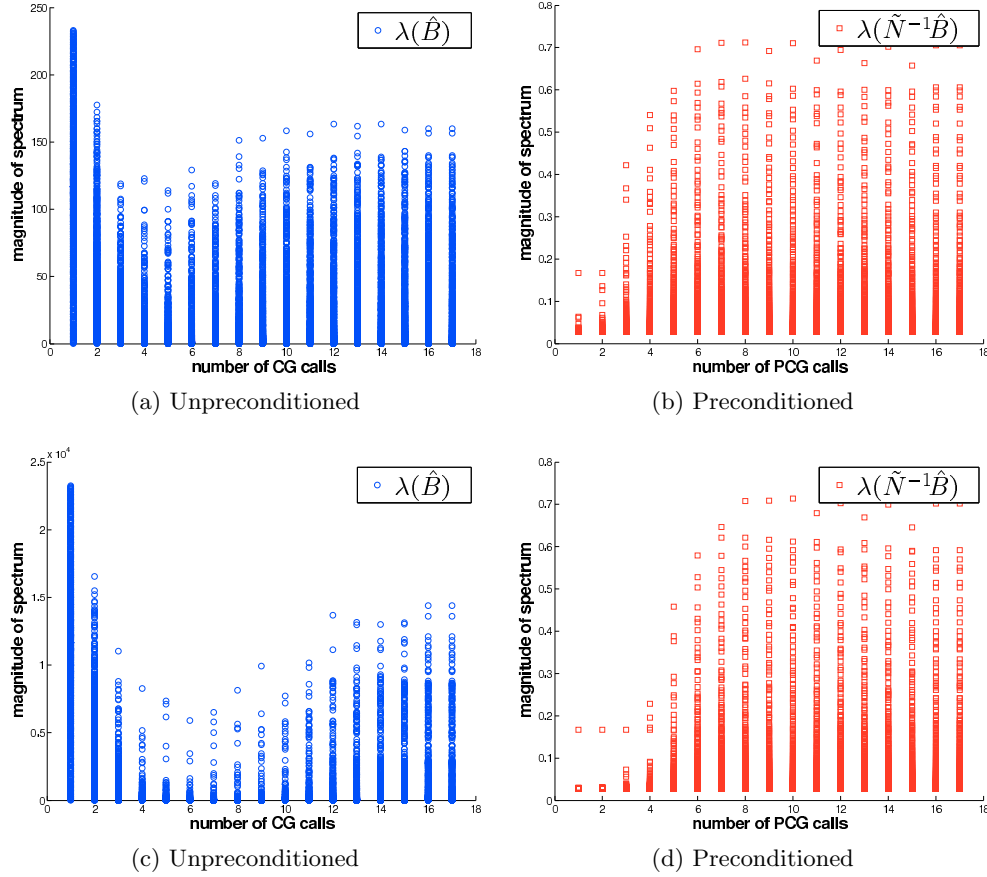 250
200
150
100
50
0
magnitude of spectrum
λ(B̂)
0 2 4 6 8 10 12 14 16 18
number of CG calls
(a) Unpreconditioned
0.8
0.7
0.6
0.5
0.4
0.3
0.2
0.1
0
magnitude of spectrum
λ(Ñ⁻¹B̂)
0 2 4 6 8 10 12 14 16 18
number of PCG calls
(b) Preconditioned
x 10⁴
2.5
2
1.5
1
0.5
0
magnitude of spectrum
λ(B̂)
0 2 4 6 8 10 12 14 16 18
number of CG calls
(c) Unpreconditioned
0.8
0.7
0.6
0.5
0.4
0.3
0.2
0.1
0
magnitude of spectrum
λ(Ñ⁻¹B̂)
0 2 4 6 8 10 12 14 16 18
number of PCG calls
(d) Preconditioned